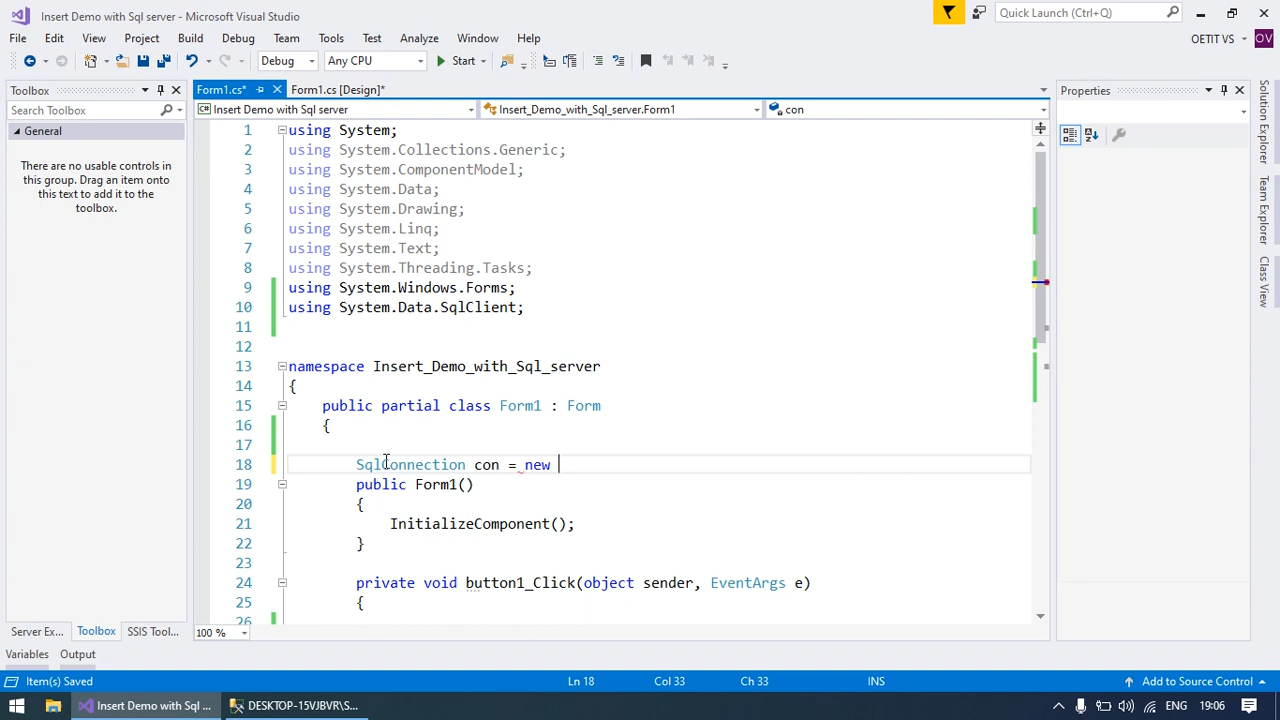 Insert Demo with Sql server - Microsoft Visual Studio
Quick Launch (Ctrl+Q)
File Edit View Project Build Debug Team Tools Test Analyze Window Help
OETIT VS OV
Debug Any CPU Start
Toolbox
Form1.cs* Form1.cs [Design]*
Properties
Search Toolbox
Insert Demo with Sql server Insert_Demo_with_Sql_server.Form1 con
General
There are no usable controls in
this group. Drag an item onto
this text to add it to the
toolbox.
1 using System;
2 using System.Collections.Generic;
3 using System.ComponentModel;
4 using System.Data;
5 using System.Drawing;
6 using System.Linq;
7 using System.Text;
8 using System.Threading.Tasks;
9 using System.Windows.Forms;
10 using System.Data.SqlClient;
11
12
13 namespace Insert_Demo_with_Sql_server
14 {
15 public partial class Form1 : Form
16 {
17
18 SqlConnection con = new
19 public Form1()
20 {
21 InitializeComponent();
22 }
23
24 private void button1_Click(object sender, EventArgs e)
25 {
26
Solution Explorer
Team Explorer
Class View
100 %
Server Ex... Toolbox SSIS Tool...
Variables Output
Item(s) Saved Ln 18 Col 33 Ch 33 INS Add to Source Control
Insert Demo with Sql ... DESKTOP-15VJBVR\S... ENG 19:06